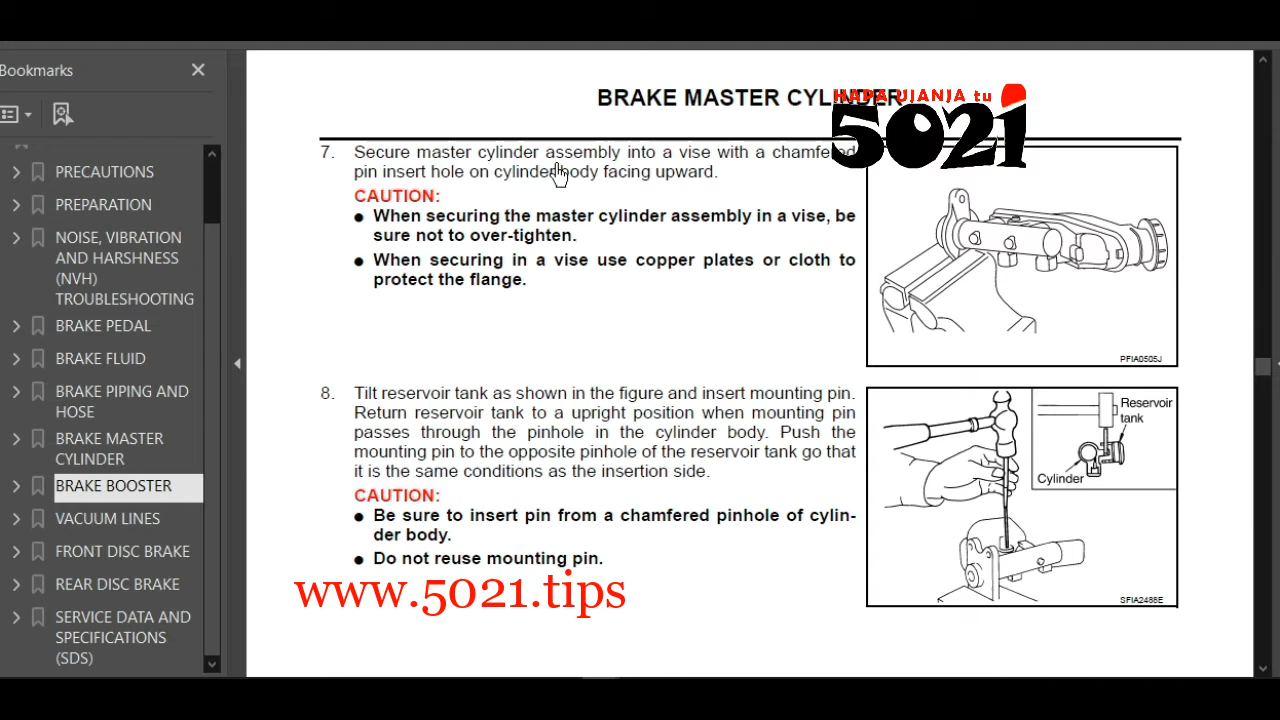 Bookmarks
PRECAUTIONS
PREPARATION
NOISE, VIBRATION
AND HARSHNESS
(NVH)
TROUBLESHOOTING
BRAKE PEDAL
BRAKE FLUID
BRAKE PIPING AND
HOSE
BRAKE MASTER
CYLINDER
BRAKE BOOSTER
VACUUM LINES
FRONT DISC BRAKE
REAR DISC BRAKE
SERVICE DATA AND
SPECIFICATIONS
(SDS)
BRAKE MASTER CYLINDER
HAPA UJANJA tu
5021
7. Secure master cylinder assembly into a vise with a chamfered
pin insert hole on cylinder body facing upward.
CAUTION:
● When securing the master cylinder assembly in a vise, be
sure not to over-tighten.
● When securing in a vise use copper plates or cloth to
protect the flange.
PFIA0505J
8. Tilt reservoir tank as shown in the figure and insert mounting pin.
Return reservoir tank to a upright position when mounting pin
passes through the pinhole in the cylinder body. Push the
mounting pin to the opposite pinhole of the reservoir tank go that
it is the same conditions as the insertion side.
CAUTION:
● Be sure to insert pin from a chamfered pinhole of cylin-
der body.
● Do not reuse mounting pin.
Reservoir
tank
Cylinder
SFIA2488E
www.5021.tips